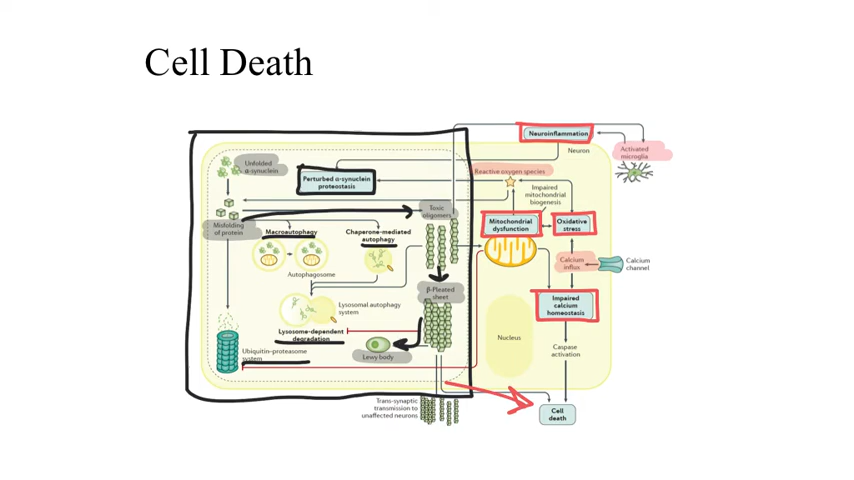 Cell Death
Neuroinflammation
Neuron
Activated
microglia
Unfolded
α-synuclein
Perturbed α-synuclein
proteostasis
Reactive oxygen species
Impaired
mitochondrial
biogenesis
Toxic
oligomers
Misfolding
of protein
Macroautophagy
Chaperone-mediated
autophagy
Mitochondrial
dysfunction
Oxidative
stress
Autophagosome
Calcium
influx
Calcium
channel
β-Pleated
sheet
Lysosomal autophagy
system
Impaired
calcium
homeostasis
Lysosome-dependent
degradation
Nucleus
Ubiquitin-proteasome
system
Lewy body
Caspase
activation
Trans-synaptic
transmission to
unaffected neurons
Cell
death